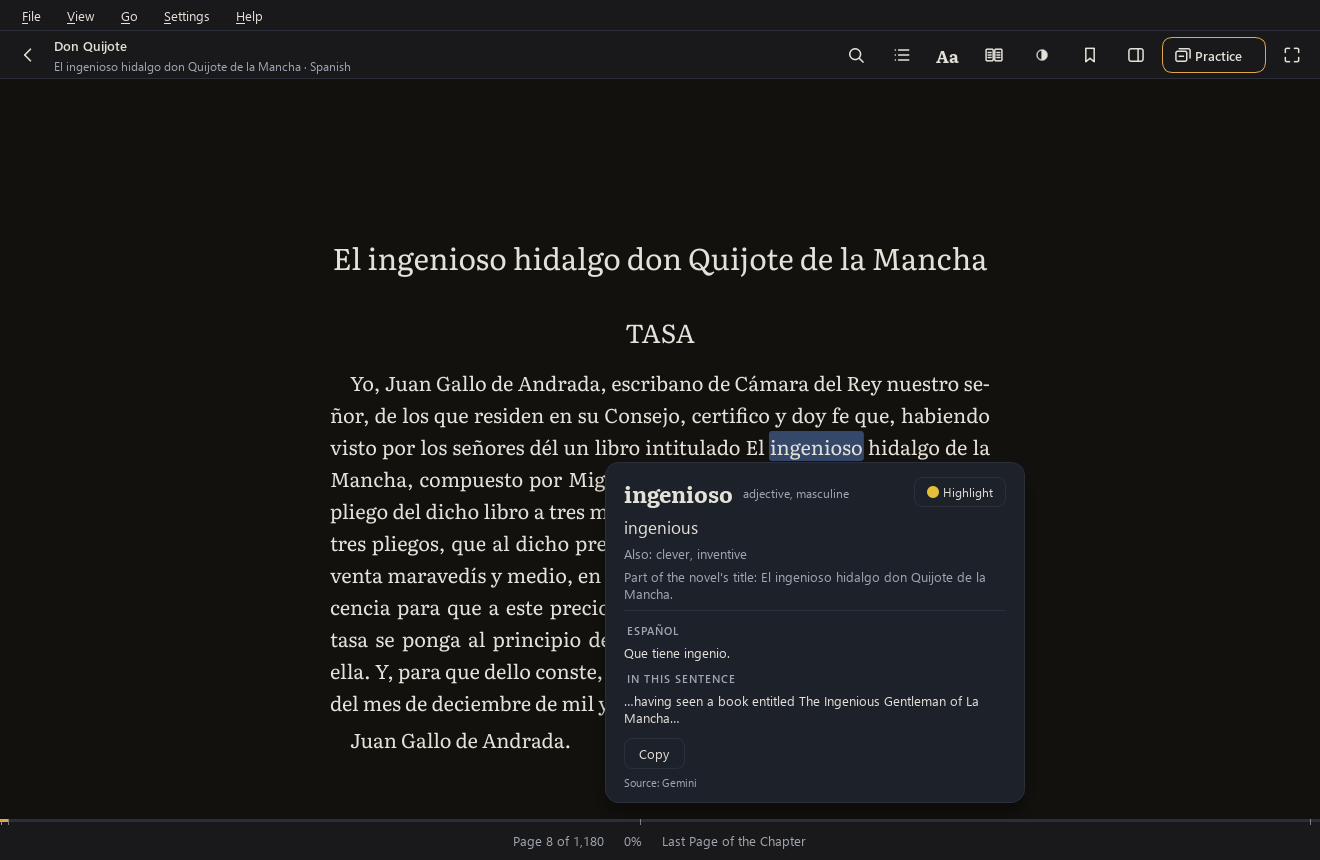 File View Go Settings Help
Don Quijote
El ingenioso hidalgo don Quijote de la Mancha · Spanish
Aa
Practice
El ingenioso hidalgo don Quijote de la Mancha
TASA
Yo, Juan Gallo de Andrada, escribano de Cámara del Rey nuestro se-
ñor, de los que residen en su Consejo, certifico y doy fe que, habiendo
visto por los señores dél un libro intitulado El ingenioso hidalgo de la
Mancha, compuesto por Mig
pliego del dicho libro a tres m
tres pliegos, que al dicho pre
venta maravedís y medio, en
cencia para que a este precio
tasa se ponga al principio de
ella. Y, para que dello conste,
del mes de deciembre de mil y
Juan Gallo de Andrada.
ingenioso adjective, masculine
Highlight
ingenious
Also: clever, inventive
Part of the novel's title: El ingenioso hidalgo don Quijote de la
Mancha.
ESPAÑOL
Que tiene ingenio.
IN THIS SENTENCE
...having seen a book entitled The Ingenious Gentleman of La
Mancha...
Copy
Source: Gemini
Page 8 of 1,180 0% Last Page of the Chapter